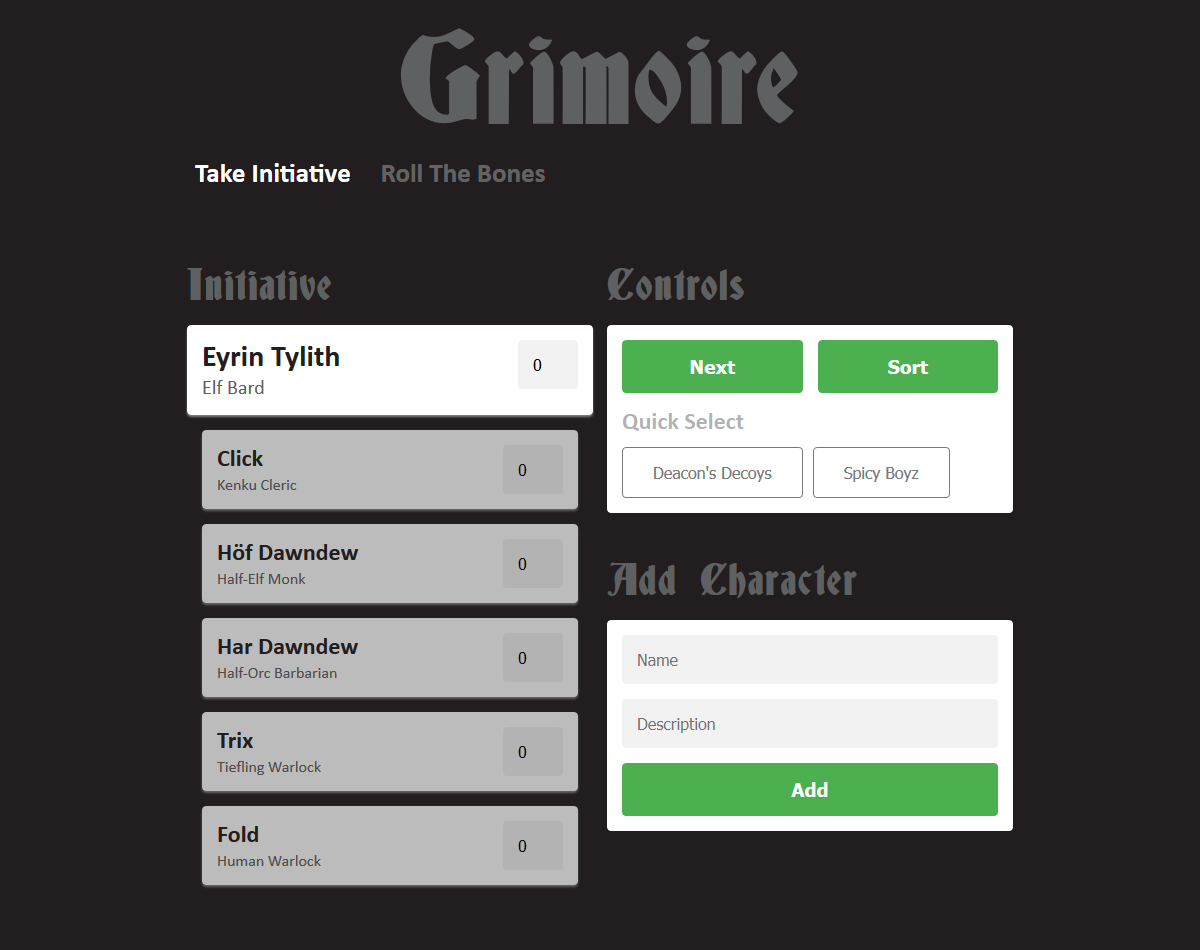 Grimoire
Take Initiative Roll The Bones
Initiative
Eyrin Tylith
0
Elf Bard
Click
0
Kenku Cleric
Höf Dawndew
0
Half-Elf Monk
Har Dawndew
0
Half-Orc Barbarian
Trix
0
Tiefling Warlock
Fold
0
Human Warlock
Controls
Next Sort
Quick Select
Deacon's Decoys Spicy Boyz
Add Character
Name
Description
Add